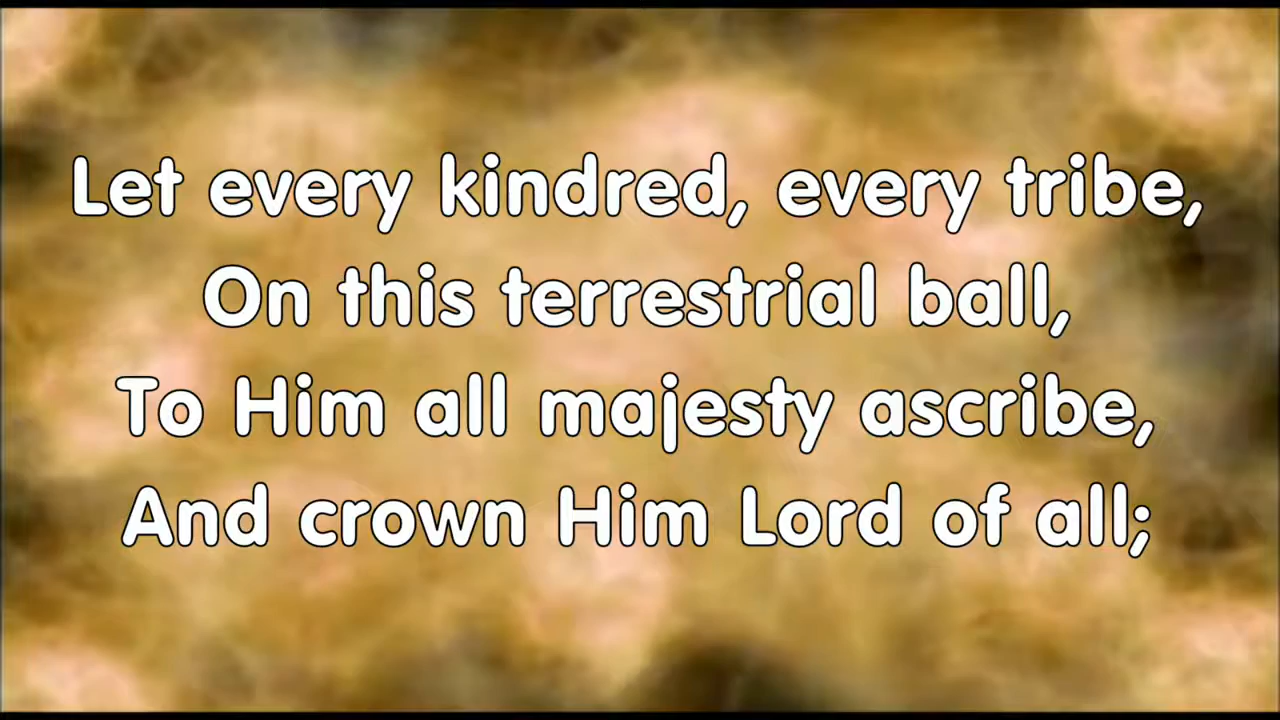 Let every kindred, every tribe,
On this terrestrial ball,
To Him all majesty ascribe,
And crown Him Lord of all;